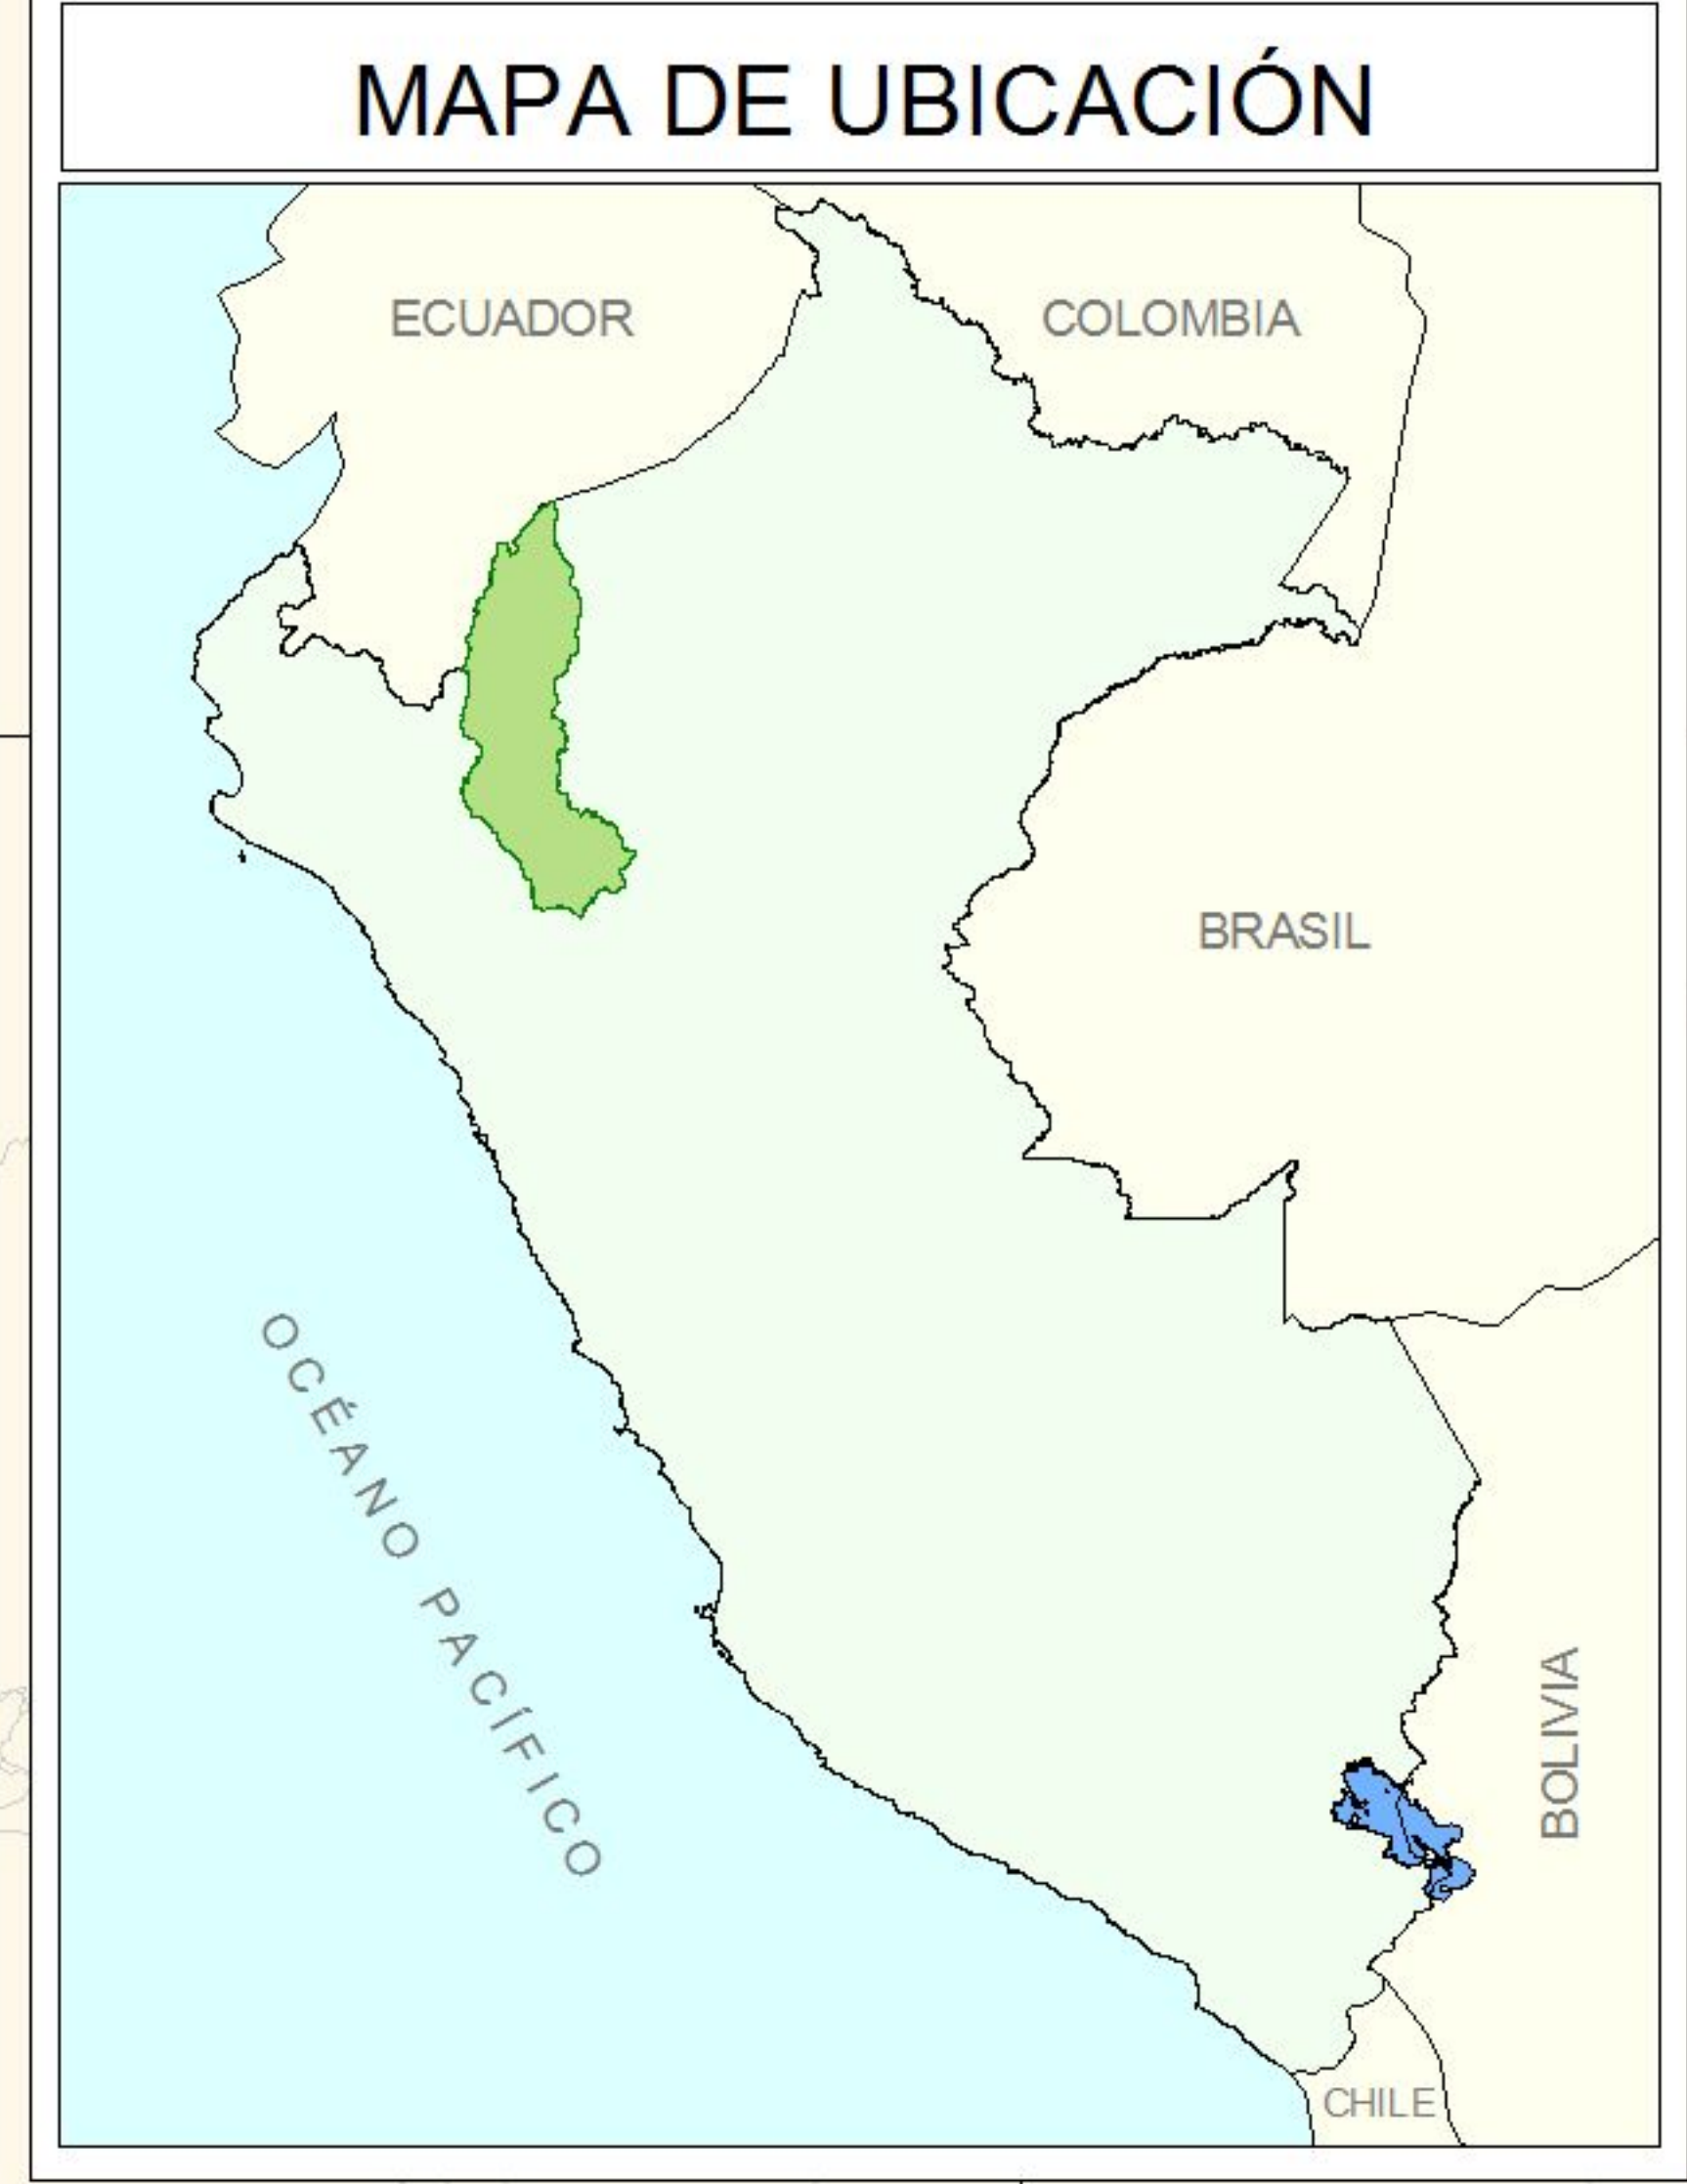 MAPA DE UBICACIÓN
ECUADOR
COLOMBIA
BRASIL
OCÉANO PACÍFICO
BOLIVIA
CHILE